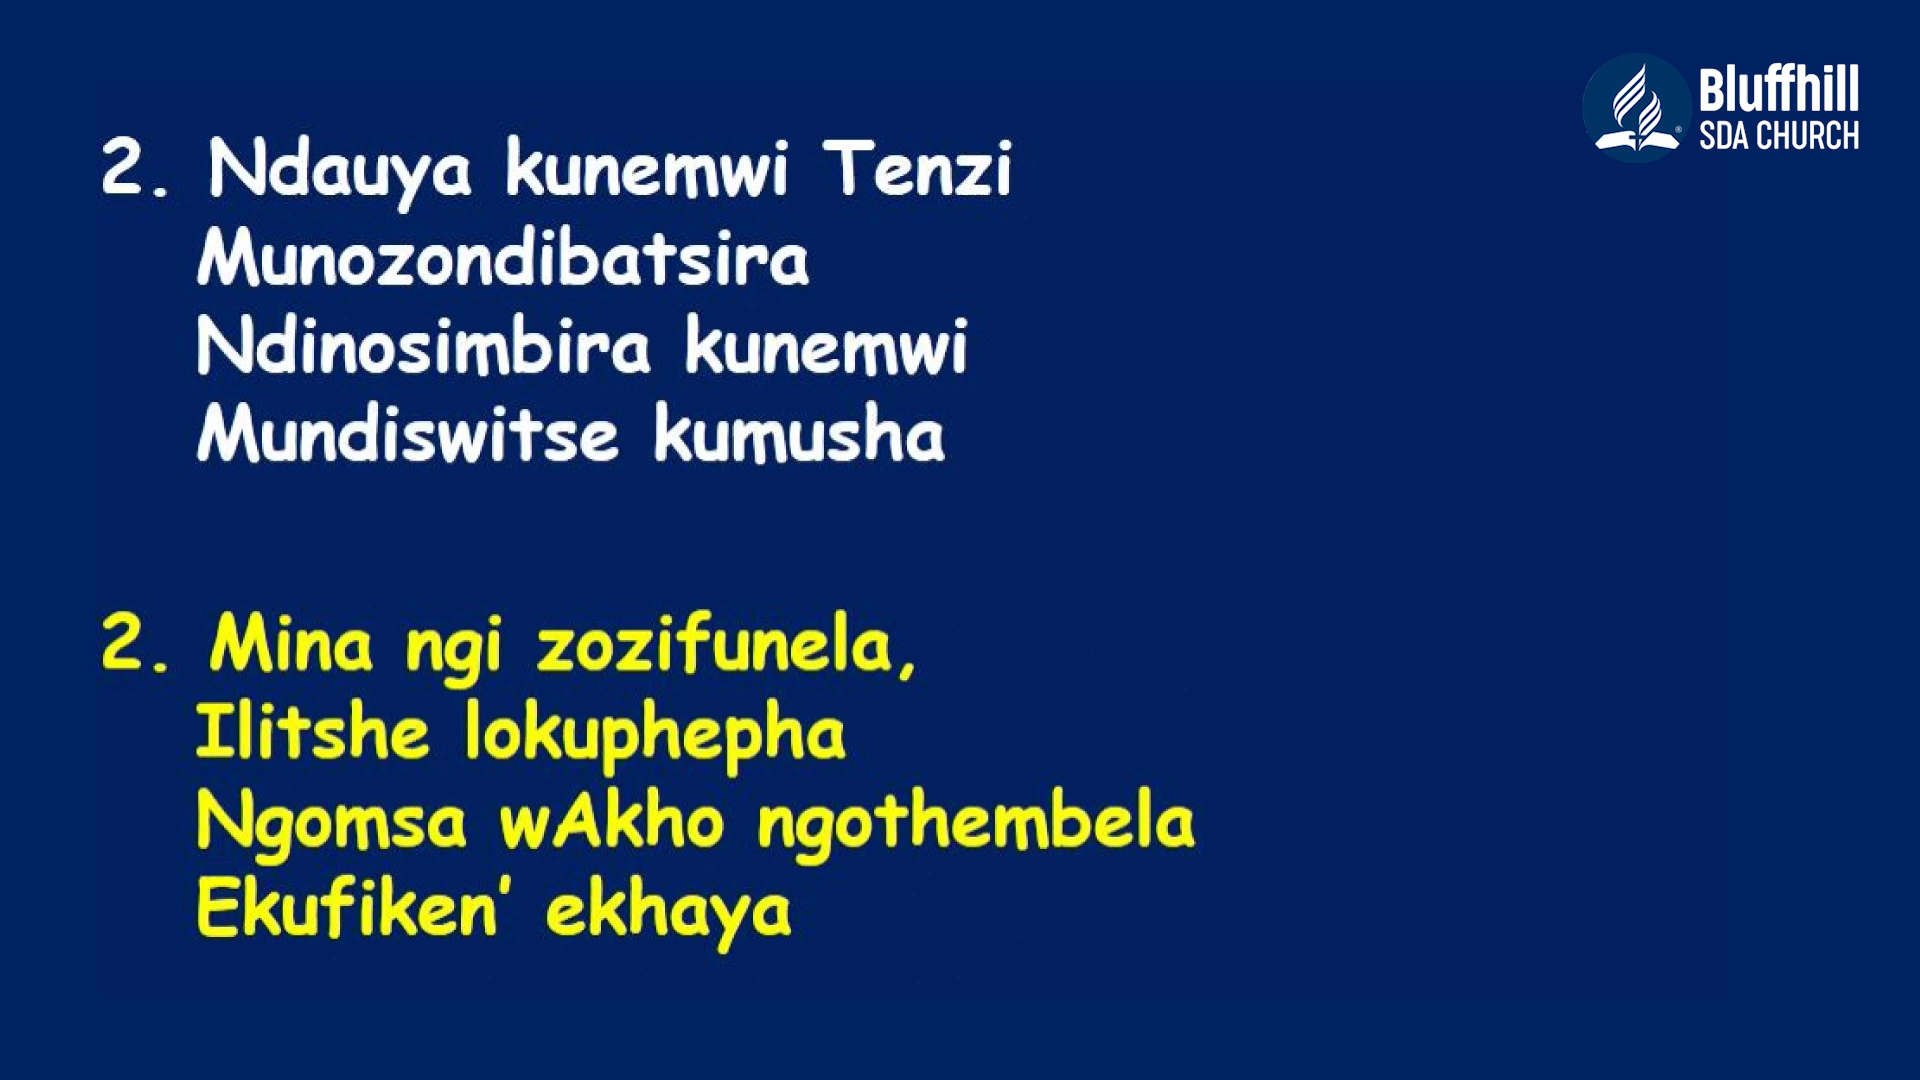 Bluffhill
SDA CHURCH
2. Ndauya kunemwi Tenzi
Munozondibatsira
Ndinosimbira kunemwi
Mundiswitse kumusha
2. Mina ngi zozifunela,
Ilitshe lokuphepha
Ngomsa wAkho ngothembela
Ekufiken’ ekhaya